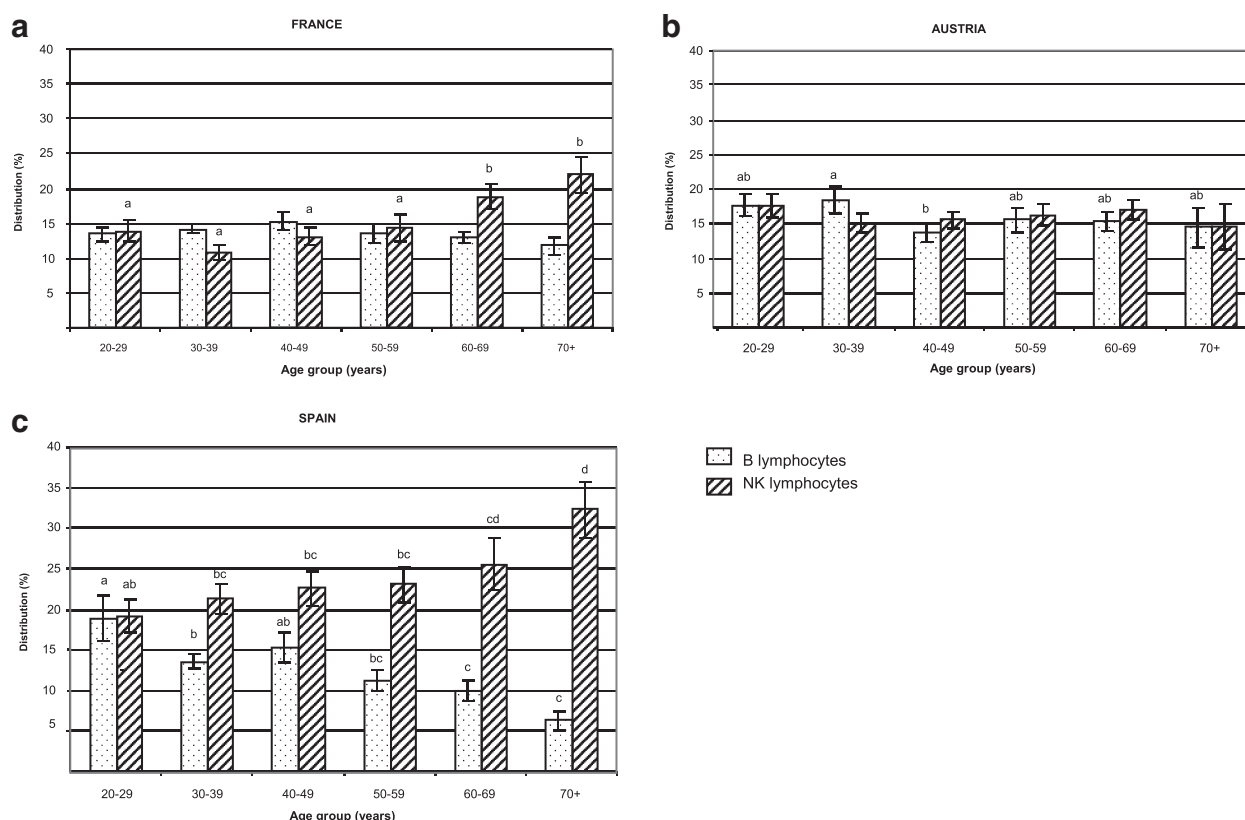 a
FRANCE
40
35
30
25
20
15
10
5
Distribution (%)
a
a
a
a
b
b
20-29 30-39 40-49 50-59 60-69 70+
Age group (years)
b
AUSTRIA
40
35
30
25
20
15
10
5
Distribution (%)
ab
a
b
ab
ab
ab
20-29 30-39 40-49 50-59 60-69 70+
Age group (years)
c
SPAIN
40
35
30
25
20
15
10
5
Distribution (%)
a
ab
b
bc
ab
bc
bc
bc
c
cd
c
d
20-29 30-39 40-49 50-59 60-69 70+
Age group (years)
B lymphocytes
NK lymphocytes